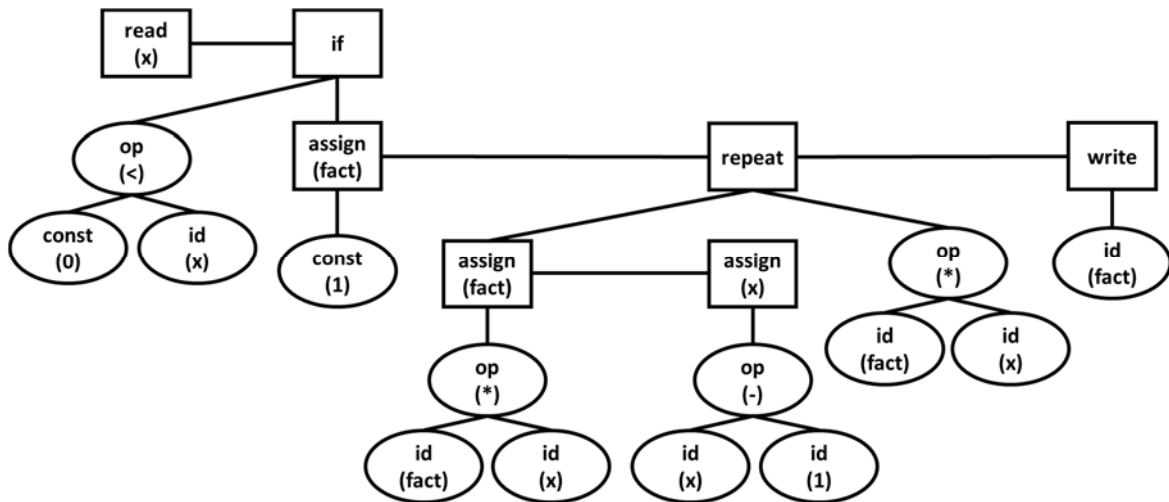 read
(x)
if
op
(<)
assign
(fact)
repeat
write
const
(0)
id
(x)
const
(1)
assign
(fact)
assign
(x)
op
(*)
id
(fact)
id
(fact)
id
(x)
op
(*)
op
(-)
id
(fact)
id
(x)
id
(x)
id
(1)